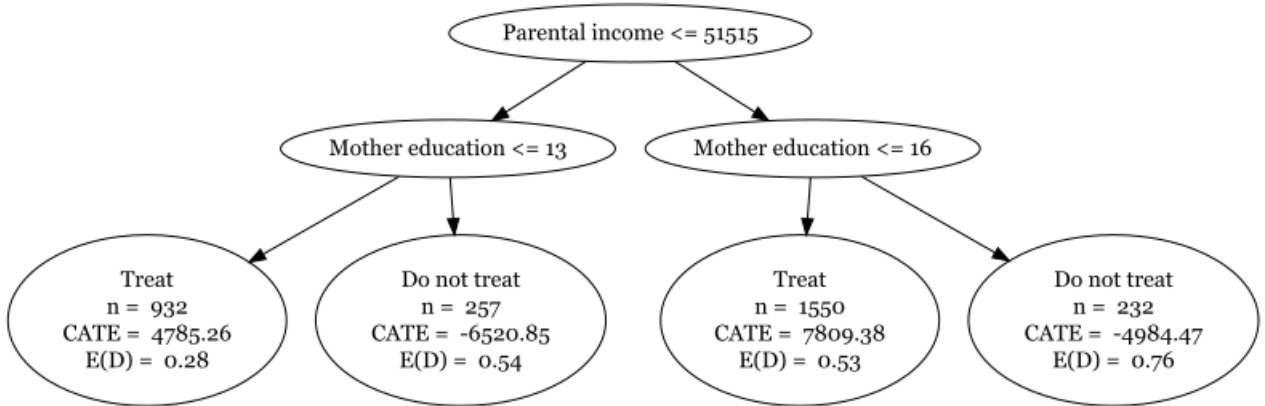 Parental income <= 51515
Mother education <= 13
Mother education <= 16
Treat
n = 932
CATE = 4785.26
E(D) = 0.28
Do not treat
n = 257
CATE = -6520.85
E(D) = 0.54
Treat
n = 1550
CATE = 7809.38
E(D) = 0.53
Do not treat
n = 232
CATE = -4984.47
E(D) = 0.76